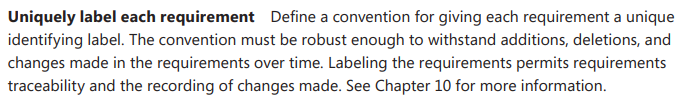 Uniquely label each requirement Define a convention for giving each requirement a unique
identifying label. The convention must be robust enough to withstand additions, deletions, and
changes made in the requirements over time. Labeling the requirements permits requirements
traceability and the recording of changes made. See Chapter 10 for more information.